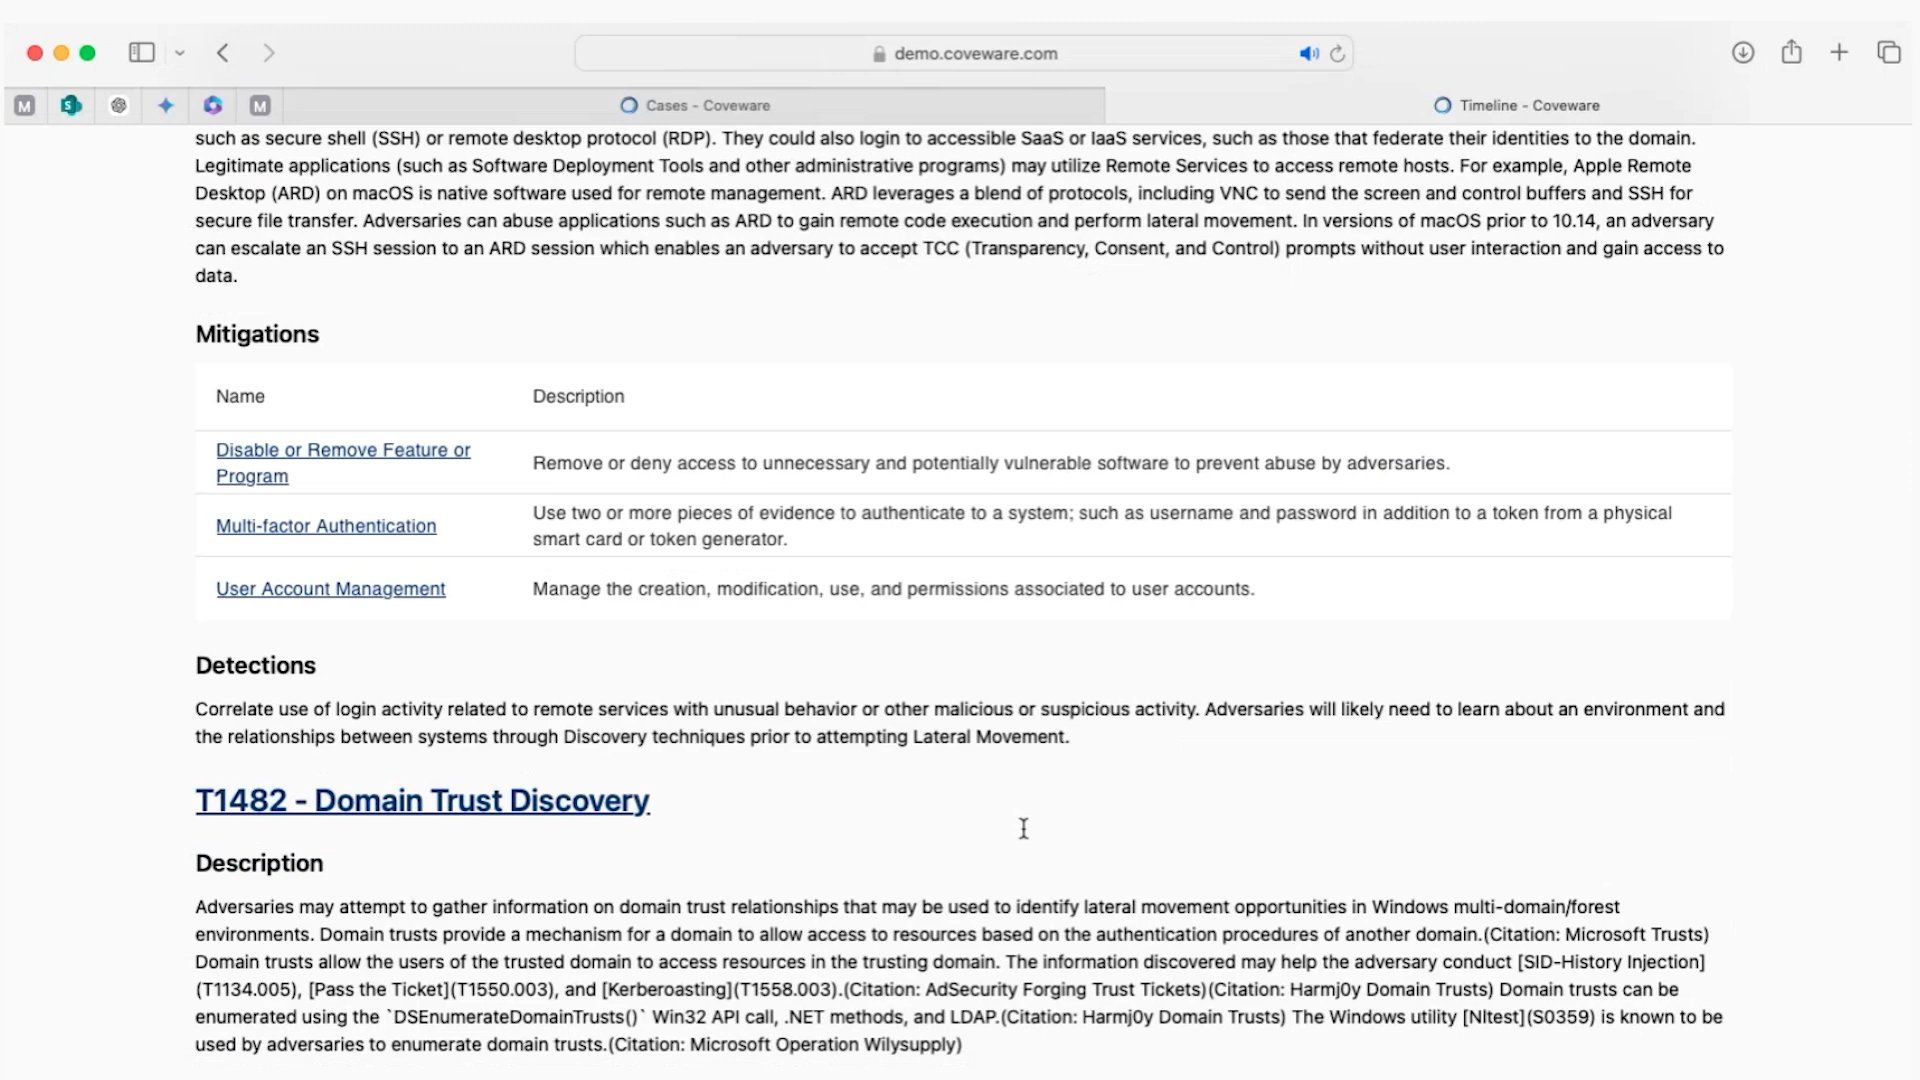 demo.coveware.com
M
S
M
Cases - Coveware
Timeline - Coveware
such as secure shell (SSH) or remote desktop protocol (RDP). They could also login to accessible SaaS or IaaS services, such as those that federate their identities to the domain.
Legitimate applications (such as Software Deployment Tools and other administrative programs) may utilize Remote Services to access remote hosts. For example, Apple Remote
Desktop (ARD) on macOS is native software used for remote management. ARD leverages a blend of protocols, including VNC to send the screen and control buffers and SSH for
secure file transfer. Adversaries can abuse applications such as ARD to gain remote code execution and perform lateral movement. In versions of macOS prior to 10.14, an adversary
can escalate an SSH session to an ARD session which enables an adversary to accept TCC (Transparency, Consent, and Control) prompts without user interaction and gain access to
data.
Mitigations
Name
Description
Disable or Remove Feature or
Program
Remove or deny access to unnecessary and potentially vulnerable software to prevent abuse by adversaries.
Multi-factor Authentication
Use two or more pieces of evidence to authenticate to a system; such as username and password in addition to a token from a physical
smart card or token generator.
User Account Management
Manage the creation, modification, use, and permissions associated to user accounts.
Detections
Correlate use of login activity related to remote services with unusual behavior or other malicious or suspicious activity. Adversaries will likely need to learn about an environment and
the relationships between systems through Discovery techniques prior to attempting Lateral Movement.
T1482 - Domain Trust Discovery
Description
Adversaries may attempt to gather information on domain trust relationships that may be used to identify lateral movement opportunities in Windows multi-domain/forest
environments. Domain trusts provide a mechanism for a domain to allow access to resources based on the authentication procedures of another domain.(Citation: Microsoft Trusts)
Domain trusts allow the users of the trusted domain to access resources in the trusting domain. The information discovered may help the adversary conduct [SID-History Injection]
(T1134.005), [Pass the Ticket](T1550.003), and [Kerberoasting](T1558.003).(Citation: AdSecurity Forging Trust Tickets)(Citation: Harmj0y Domain Trusts) Domain trusts can be
enumerated using the `DSEnumerateDomainTrusts()` Win32 API call, .NET methods, and LDAP.(Citation: Harmj0y Domain Trusts) The Windows utility [Nltest](S0359) is known to be
used by adversaries to enumerate domain trusts.(Citation: Microsoft Operation Wilysupply)